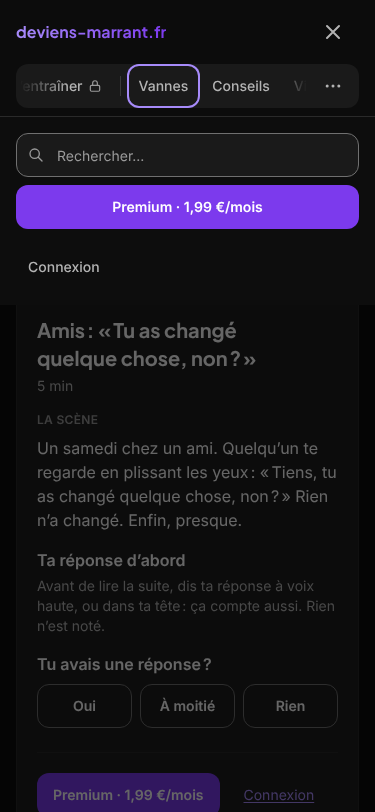 deviens-marrant.fr
entraîner
Vannes
Conseils
Rechercher…
Premium · 1,99 €/mois
Connexion
Amis : « Tu as changé
quelque chose, non ? »
5 min
LA SCÈNE
Un samedi chez un ami. Quelqu’un te
regarde en plissant les yeux : « Tiens, tu
as changé quelque chose, non ? » Rien
n’a changé. Enfin, presque.
Ta réponse d’abord
Avant de lire la suite, dis ta réponse à voix
haute, ou dans ta tête : ça compte aussi. Rien
n’est noté.
Tu avais une réponse ?
Oui
À moitié
Rien
Premium · 1,99 €/mois
Connexion